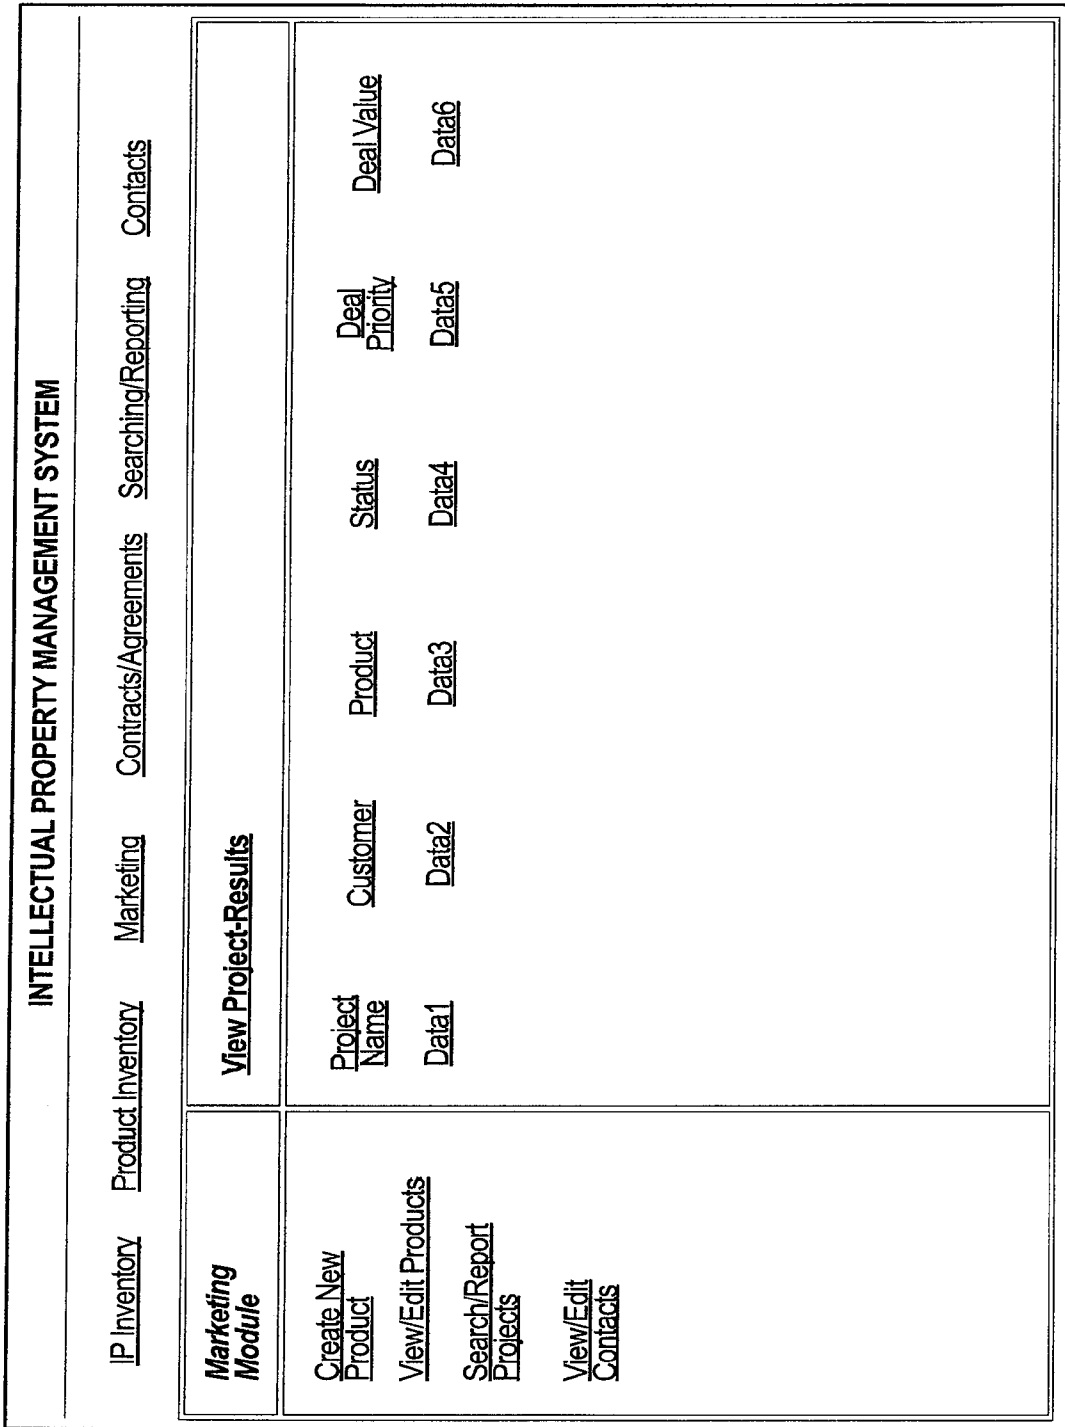 INTELLECTUAL PROPERTY MANAGEMENT SYSTEM
IP Inventory Product Inventory Marketing Contracts/Agreements Searching/Reporting Contacts
Marketing
Module
View Project-Results
Create New
Product
View/Edit Products
Search/Report
Projects
View/Edit
Contacts
Project
Name
Customer
Product
Status
Deal
Priority
Deal Value
Data1 Data2 Data3 Data4 Data5 Data6